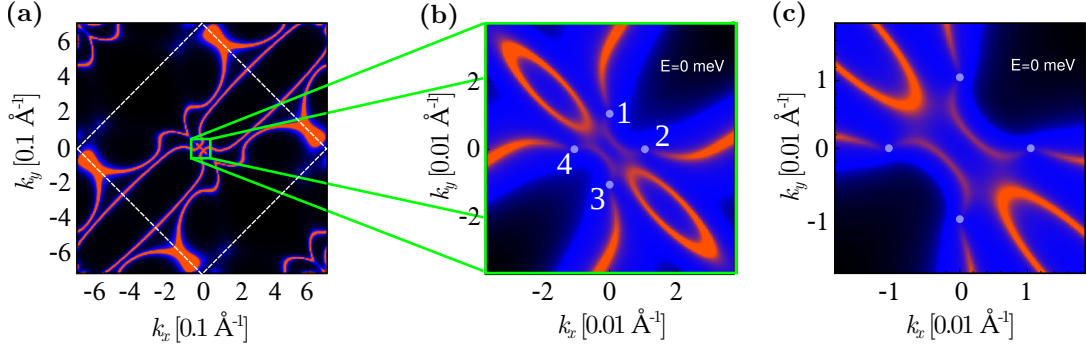 (a)
6
4
2
0
-2
-4
-6
k_y [0.1 Å⁻¹]
-6 -4 -2 0 2 4 6
k_x [0.1 Å⁻¹]
(b)
E=0 meV
2
0
-2
k_y [0.01 Å⁻¹]
1
2
4
3
-2 0 2
k_x [0.01 Å⁻¹]
(c)
E=0 meV
1
0
-1
k_y [0.01 Å⁻¹]
-1 0 1
k_x [0.01 Å⁻¹]